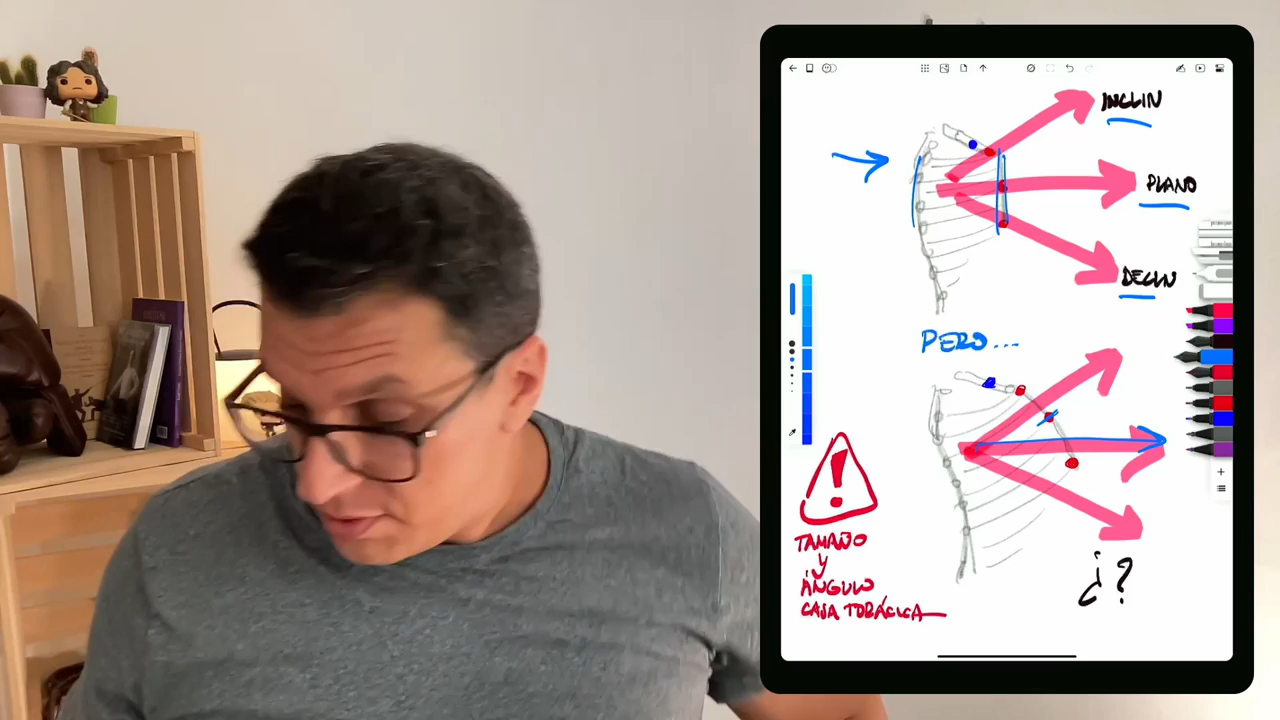 INCLIN
PLANO
DECLIN
PERO...
!
TAMAÑO
Y
ÁNGULO
CAJA TORÁCICA
¿?